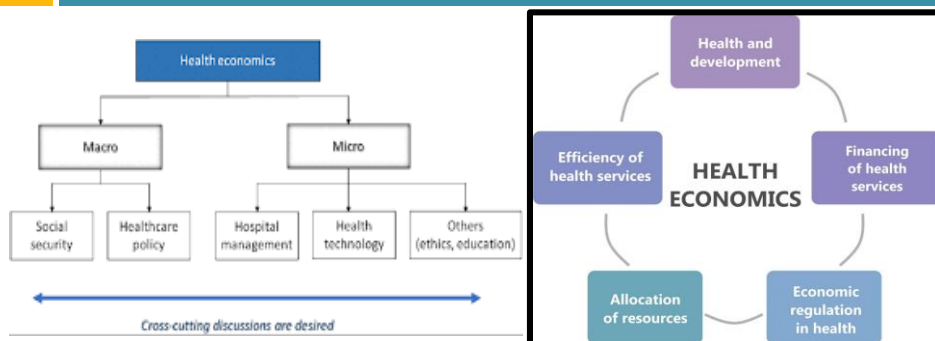 Health economics
Macro
Micro
Social
security
Healthcare
policy
Hospital
management
Health
technology
Others
(ethics, education)
Cross-cutting discussions are desired
Health and
development
Efficiency of
health services
HEALTH
ECONOMICS
Financing
of health
services
Allocation
of resources
Economic
regulation
in health